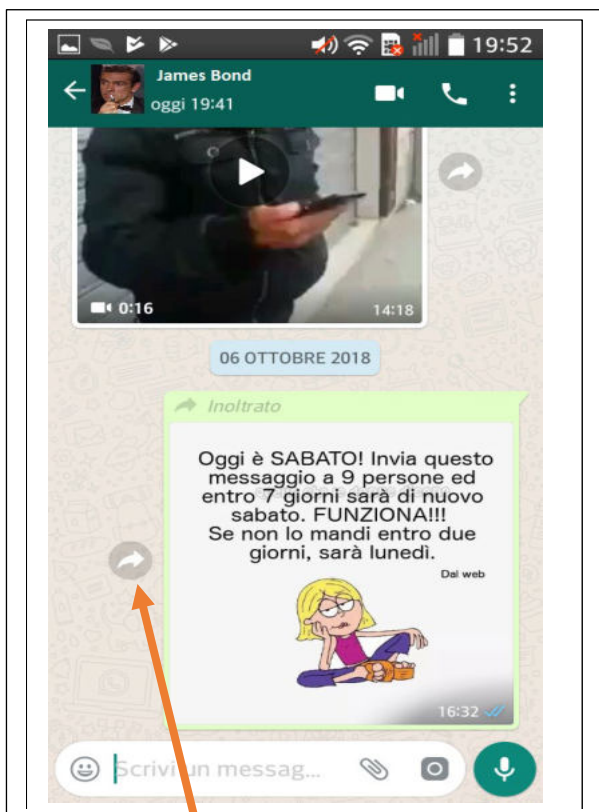 19:52
James Bond
oggi 19:41
0:16
14:18
06 OTTOBRE 2018
Inoltrato
Oggi è SABATO! Invia questo
messaggio a 9 persone ed
entro 7 giorni sarà di nuovo
sabato. FUNZIONA!!!
Se non lo mandi entro due
giorni, sarà lunedì.
Dal web
16:32
Scrivi un messag...